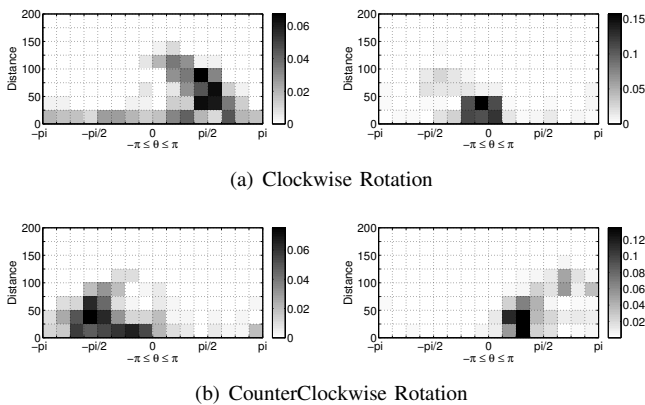 200
150
100
50
0
Distance
−pi
−pi/2
0
pi/2
pi
−π ≤ θ ≤ π
0.06
0.04
0.02
0
200
150
100
50
0
Distance
−pi
−pi/2
0
pi/2
pi
−π ≤ θ ≤ π
0.15
0.1
0.05
0
(a) Clockwise Rotation
200
150
100
50
0
Distance
−pi
−pi/2
0
pi/2
pi
−π ≤ θ ≤ π
0.06
0.04
0.02
0
200
150
100
50
0
Distance
−pi
−pi/2
0
pi/2
pi
−π ≤ θ ≤ π
0.12
0.1
0.08
0.06
0.04
0.02
(b) CounterClockwise Rotation